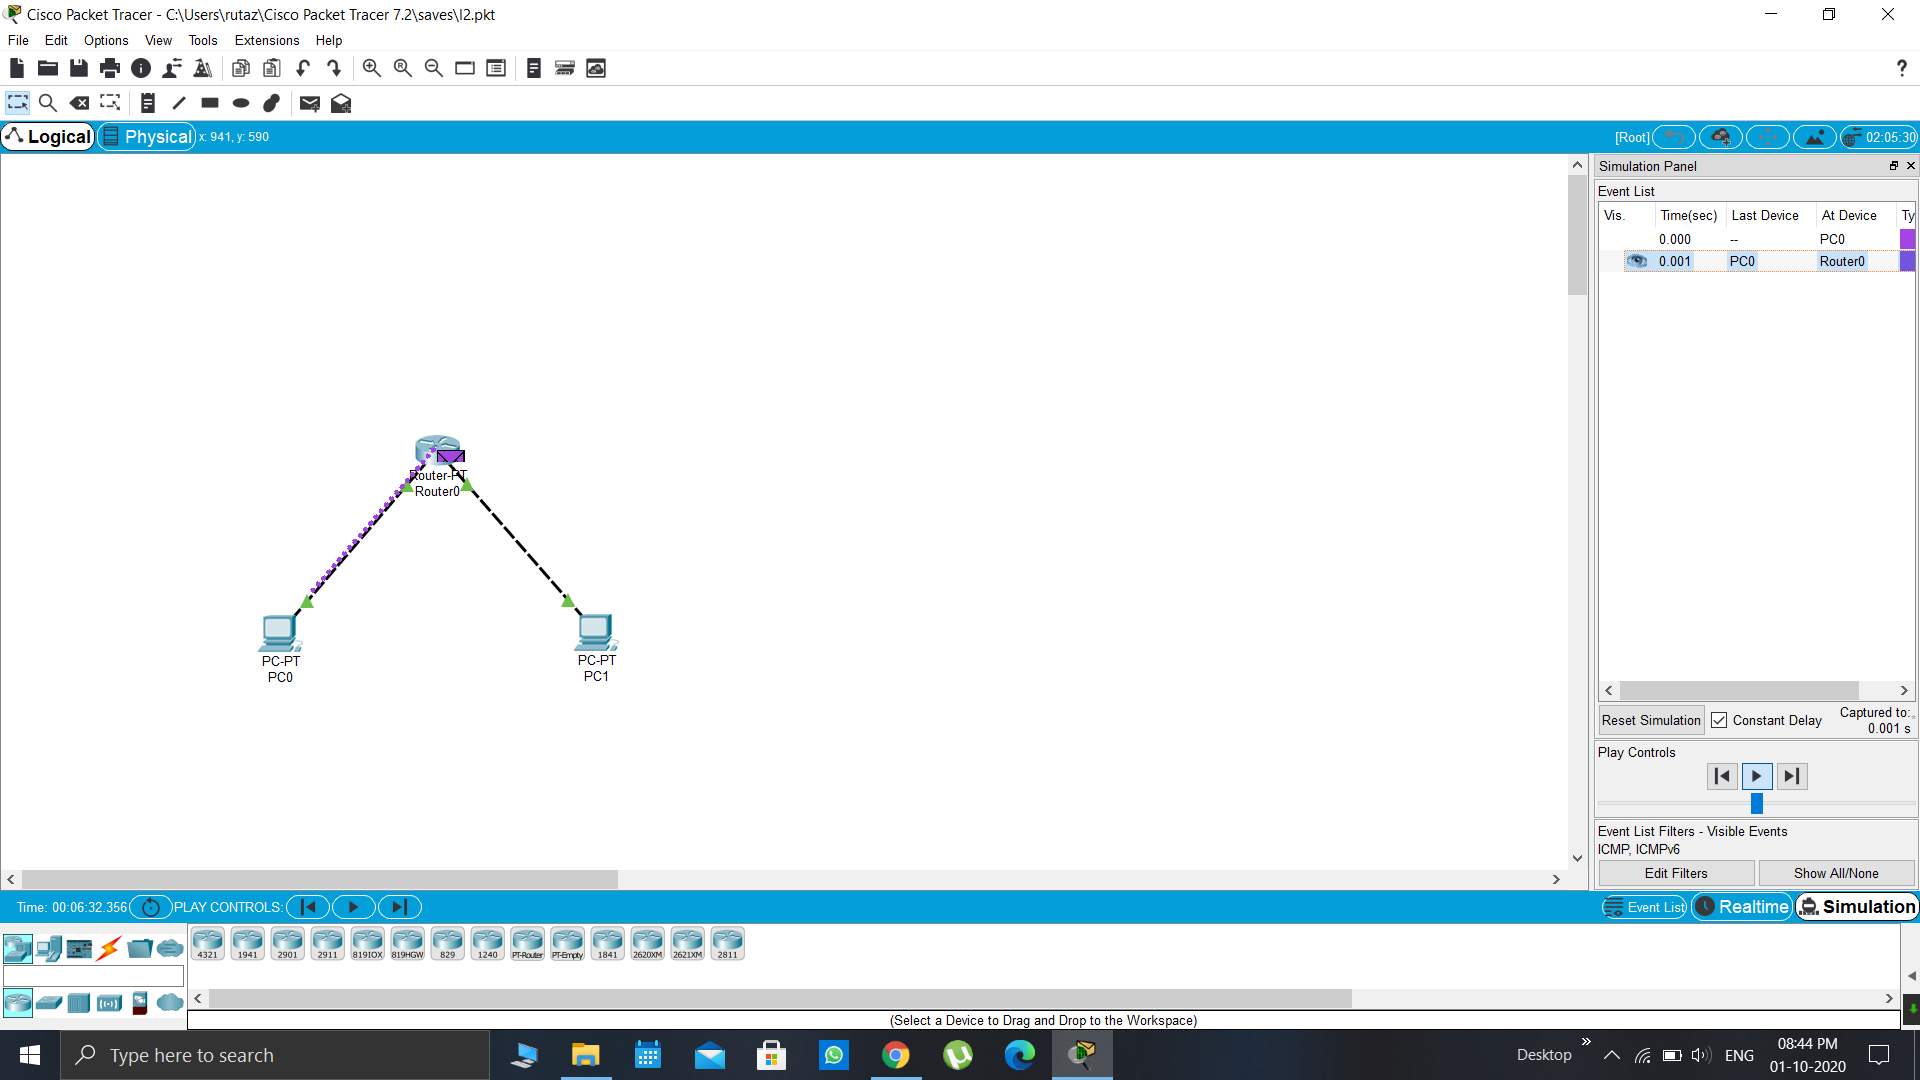 Cisco Packet Tracer - C:\Users\rutaz\Cisco Packet Tracer 7.2\saves\l2.pkt
File Edit Options View Tools Extensions Help
Logical Physical x: 941, y: 590 [Root] 02:05:30
Simulation Panel
Event List
Vis. Time(sec) Last Device At Device Ty
0.000 -- PC0
0.001 PC0 Router0
Router-PT
Router0
PC-PT
PC0
PC-PT
PC1
Reset Simulation Constant Delay Captured to:
0.001 s
Play Controls
Event List Filters - Visible Events
ICMP, ICMPv6
Edit Filters Show All/None
Time: 00:06:32.356 PLAY CONTROLS: Event List Realtime Simulation
4321 1941 2901 2911 819IOX 819HGW 829 1240 PT-Router PT-Empty 1841 2620XM 2621XM 2811
(Select a Device to Drag and Drop to the Workspace)
Type here to search Desktop ENG 08:44 PM
01-10-2020